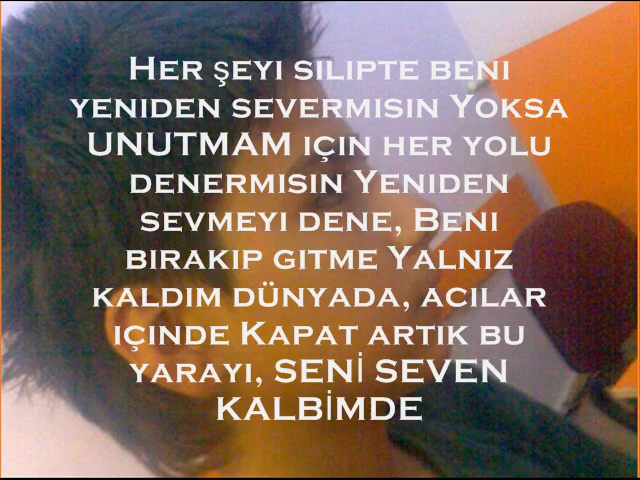 Her şeyi silipte beni
yeniden severmisin Yoksa
UNUTMAM için her yolu
denermisin Yeniden
sevmeyi dene, Beni
bırakıp gitme Yalnız
kaldım dünyada, acılar
içinde Kapat artık bu
yarayı, SENİ SEVEN
KALBİMDE